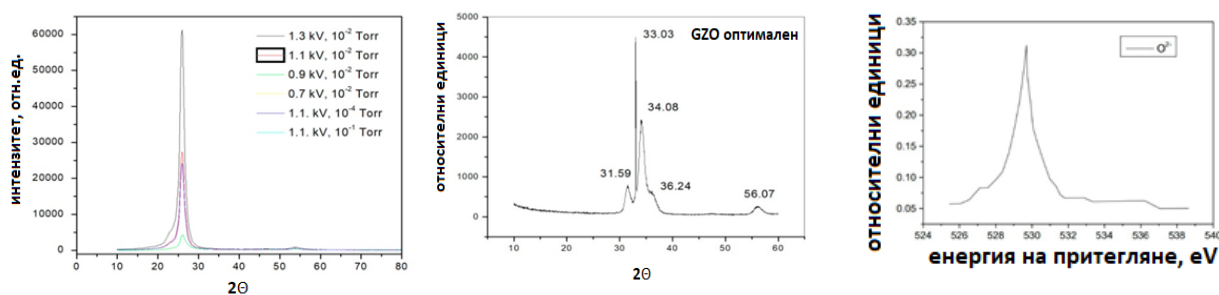 интензитет, отн.ед.
60000
50000
40000
30000
20000
10000
0
1.3 kV, 10⁻² Torr
1.1 kV, 10⁻² Torr
0.9 kV, 10⁻² Torr
0.7 kV, 10⁻² Torr
1.1. kV, 10⁻⁴ Torr
1.1. kV, 10⁻¹ Torr
0 10 20 30 40 50 60 70 80
2Θ
относителни единици
5000
4000
3000
2000
1000
0
GZO оптимален
33.03
34.08
31.59
36.24
56.07
10 20 30 40 50 60
2Θ
относителни единици
0.35
0.30
0.25
0.20
0.15
0.10
0.05
O²⁻
524 526 528 530 532 534 536 538 540
енергия на притегляне, eV